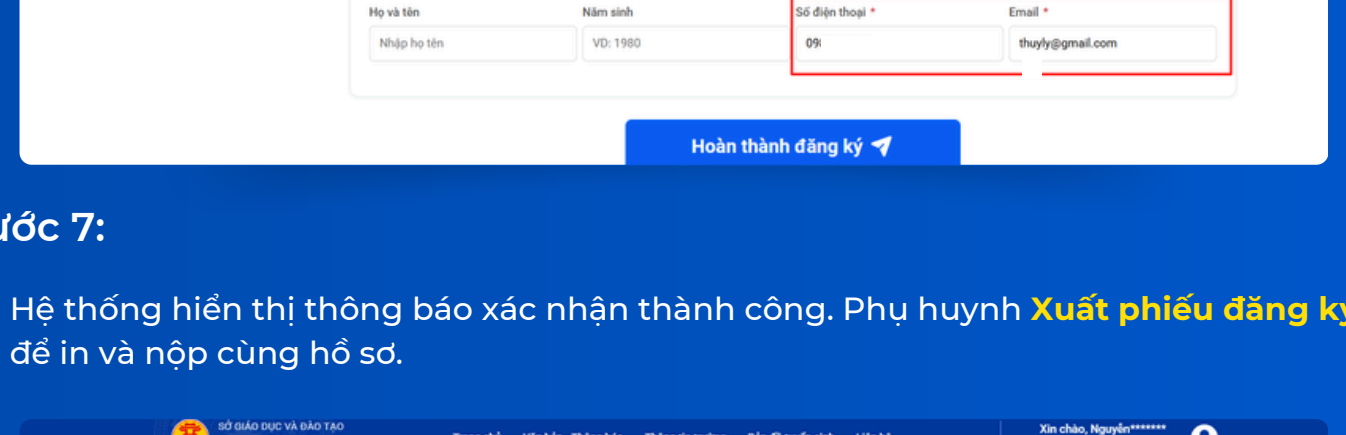 Họ và tên Năm sinh Số điện thoại * Email *
Nhập họ tên VD: 1980 09 thuyly@gmail.com
Hoàn thành đăng ký
ước 7:
Hệ thống hiển thị thông báo xác nhận thành công. Phụ huynh Xuất phiếu đăng ký
để in và nộp cùng hồ sơ.
SỞ GIÁO DỤC VÀ ĐÀO TẠO
Xin chào, Nguyễn*******